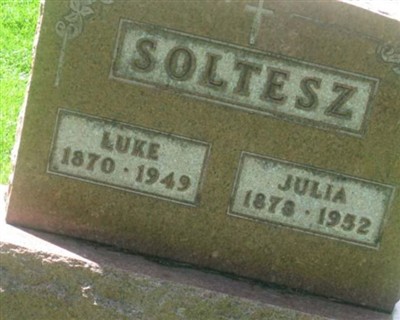 SOLTESZ
LUKE
1870 · 1949
JULIA
1878 · 1952